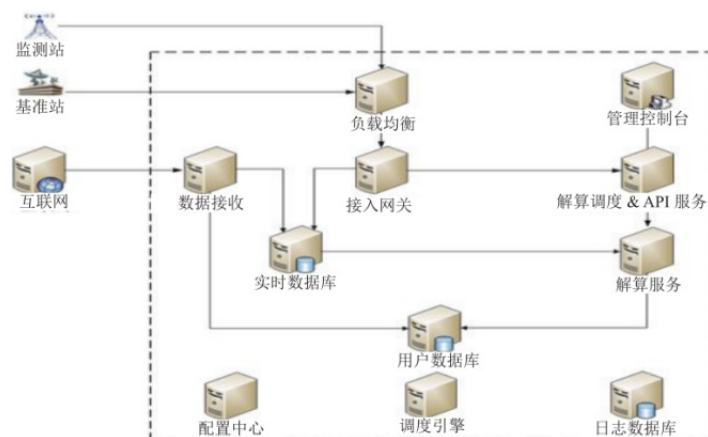 监测站
基准站
负载均衡
管理控制台
互联网
数据接收
接入网关
解算调度 & API 服务
实时数据库
解算服务
用户数据库
配置中心
调度引擎
日志数据库